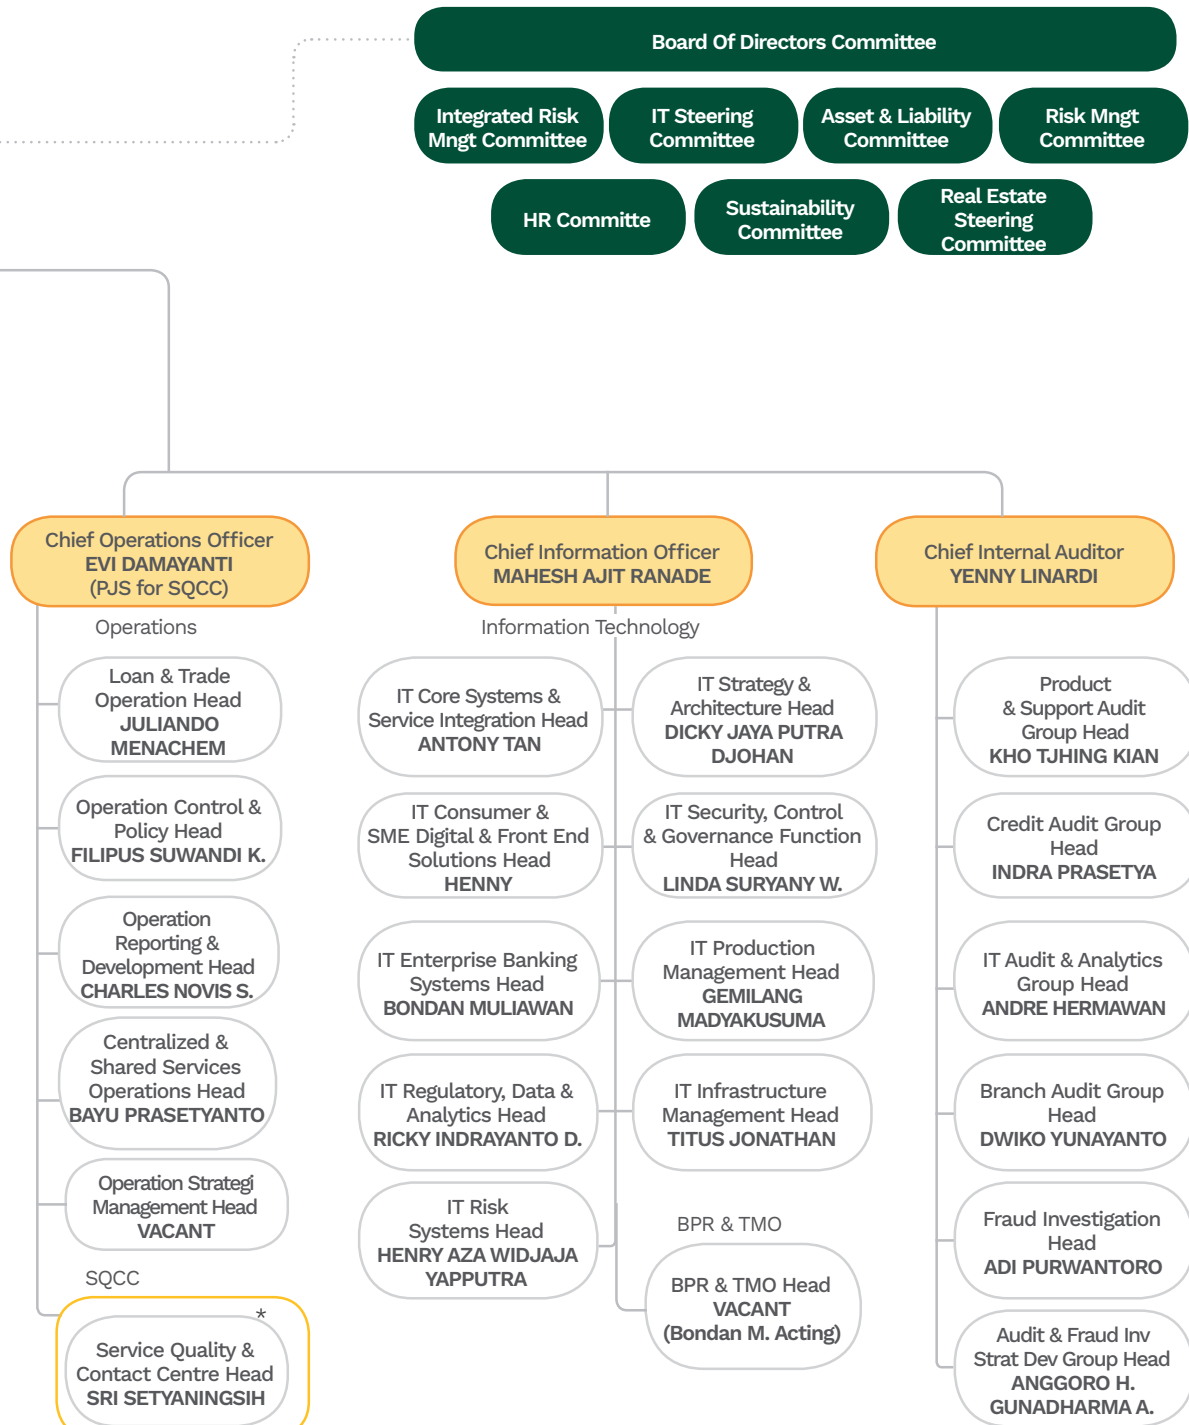 Board Of Directors Committee
Integrated Risk
Mngt Committee
IT Steering
Committee
Asset & Liability
Committee
Risk Mngt
Committee
HR Committe
Sustainability
Committee
Real Estate
Steering
Committee
Chief Operations Officer
EVI DAMAYANTI
(PJS for SQCC)
Operations
Loan & Trade
Operation Head
JULIANDO
MENACHEM
Operation Control &
Policy Head
FILIPUS SUWANDI K.
Operation
Reporting &
Development Head
CHARLES NOVIS S.
Centralized &
Shared Services
Operations Head
BAYU PRASETYANTO
Operation Strategi
Management Head
VACANT
SQCC
*
Service Quality &
Contact Centre Head
SRI SETYANINGSIH
Chief Information Officer
MAHESH AJIT RANADE
Information Technology
IT Core Systems &
Service Integration Head
ANTONY TAN
IT Strategy &
Architecture Head
DICKY JAYA PUTRA
DJOHAN
IT Consumer &
SME Digital & Front End
Solutions Head
HENNY
IT Security, Control
& Governance Function
Head
LINDA SURYANY W.
IT Enterprise Banking
Systems Head
BONDAN MULIAWAN
IT Production
Management Head
GEMILANG
MADYAKUSUMA
IT Regulatory, Data &
Analytics Head
RICKY INDRAYANTO D.
IT Infrastructure
Management Head
TITUS JONATHAN
IT Risk
Systems Head
HENRY AZA WIDJAJA
YAPPUTRA
BPR & TMO
BPR & TMO Head
VACANT
(Bondan M. Acting)
Chief Internal Auditor
YENNY LINARDI
Product
& Support Audit
Group Head
KHO TJHING KIAN
Credit Audit Group
Head
INDRA PRASETYA
IT Audit & Analytics
Group Head
ANDRE HERMAWAN
Branch Audit Group
Head
DWIKO YUNAYANTO
Fraud Investigation
Head
ADI PURWANTORO
Audit & Fraud Inv
Strat Dev Group Head
ANGGORO H.
GUNADHARMA A.